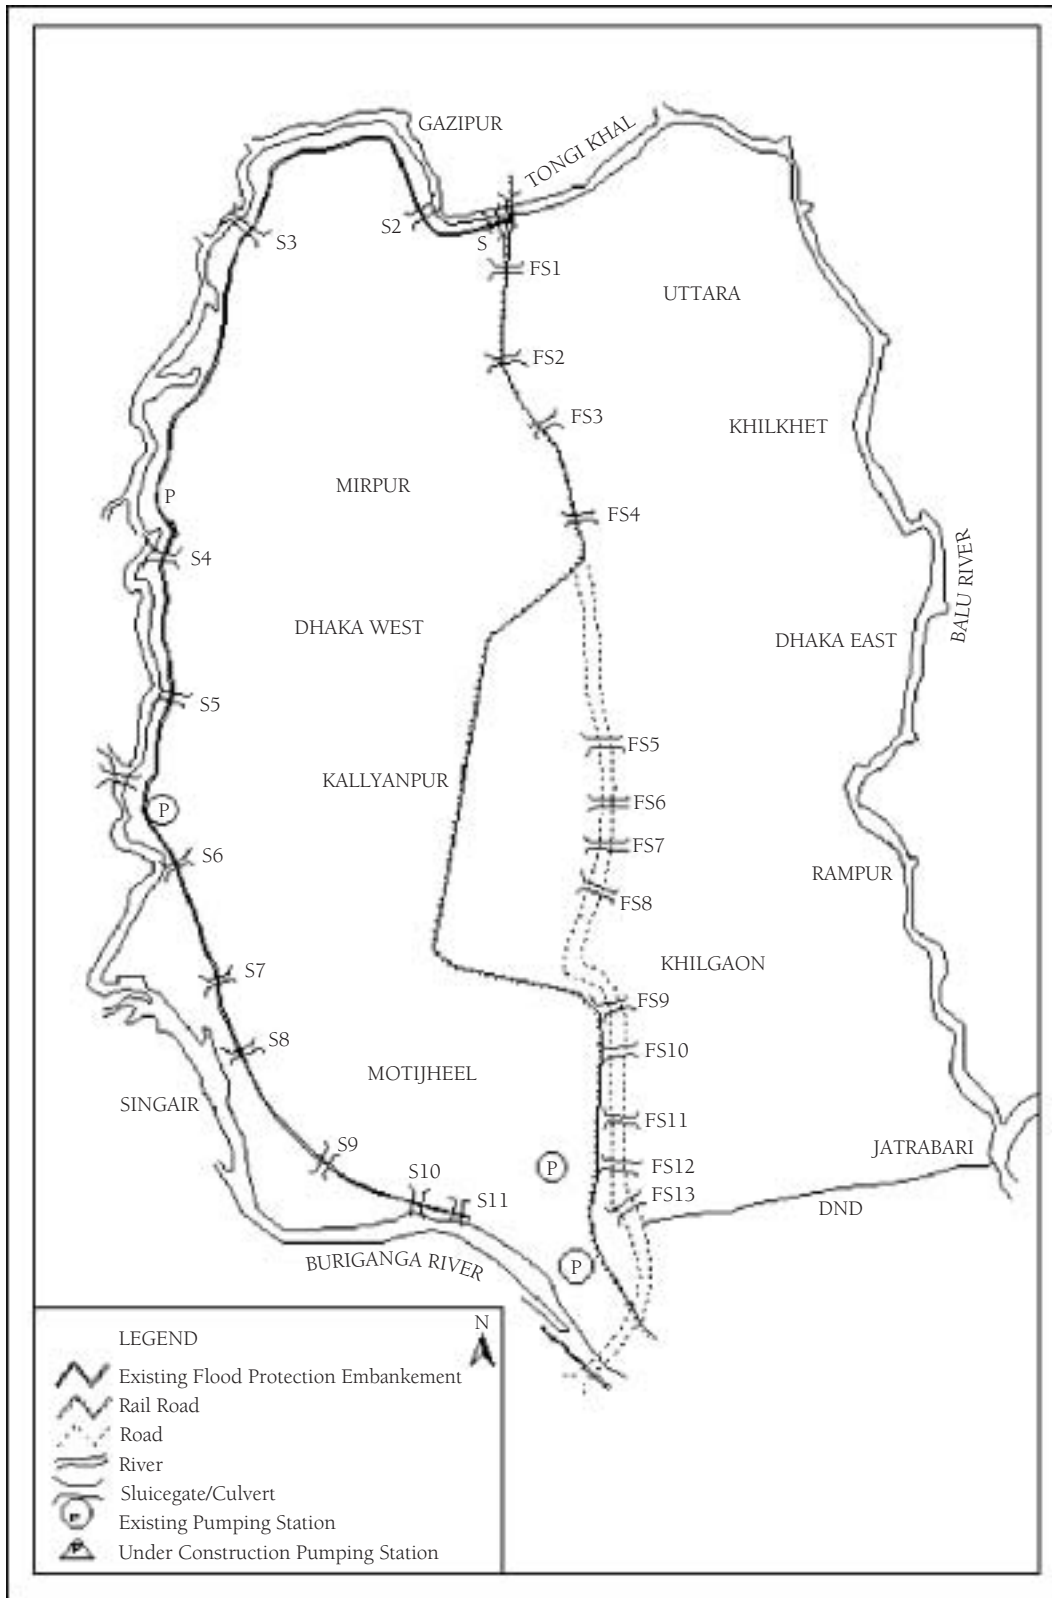 GAZIPUR
TONGI KHAL
S2
S
S3
FS1
UTTARA
FS2
FS3
KHILKHET
MIRPUR
P
FS4
S4
BALU RIVER
DHAKA WEST
DHAKA EAST
S5
FS5
KALLYANPUR
P
FS6
FS7
S6
RAMPUR
FS8
KHILGAON
S7
FS9
S8
FS10
MOTIJHEEL
SINGAIR
FS11
S9
JATRABARI
S10
P
FS12
S11
FS13
DND
BURIGANGA RIVER
P
N
LEGEND
Existing Flood Protection Embankement
Rail Road
Road
River
Sluicegate/Culvert
P
Existing Pumping Station
P
Under Construction Pumping Station